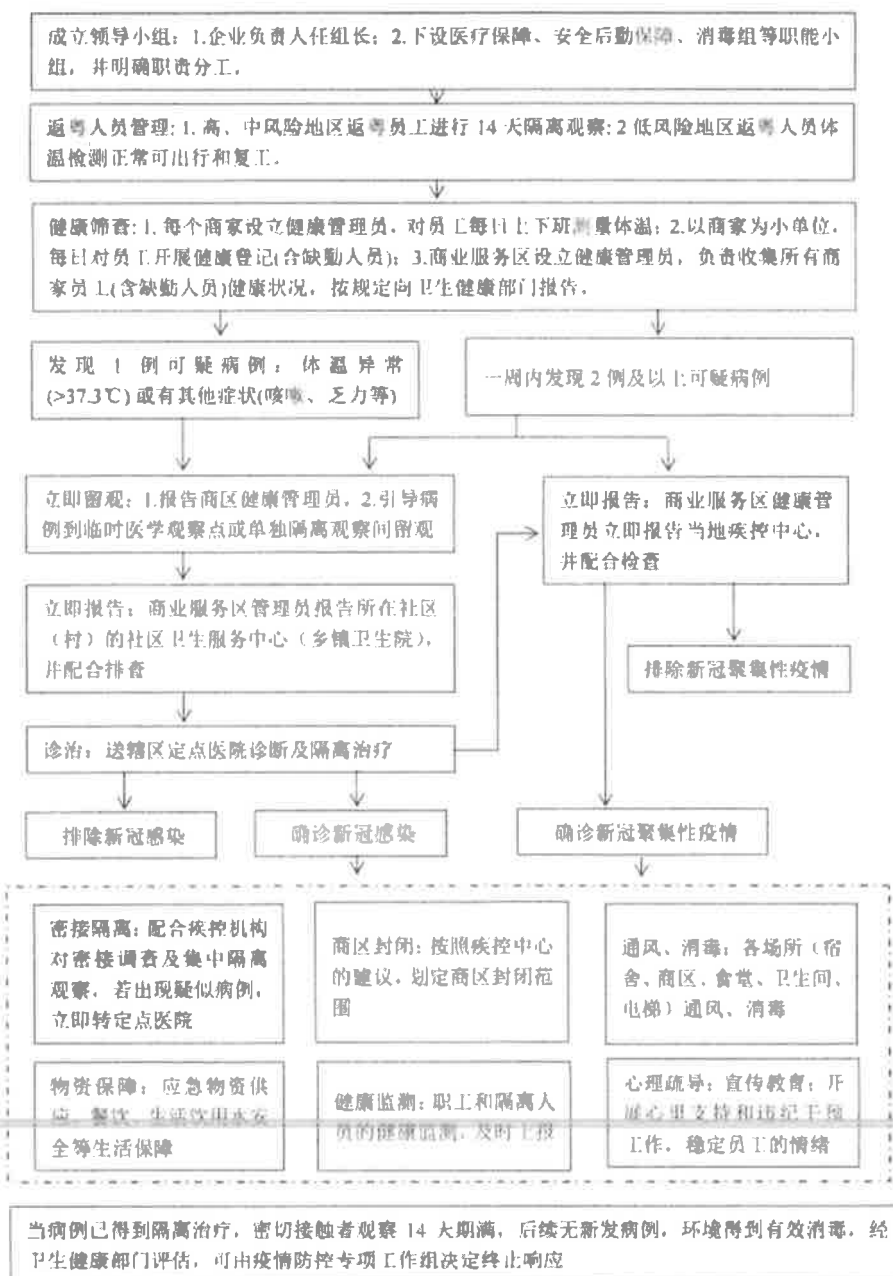 成立领导小组：1.企业负责人任组长；2.下设医疗保障、安全后勤保障、消毒组等职能小
组，并明确职责分工。
返粤人员管理：1.高、中风险地区返粤员工进行 14 天隔离观察：2 低风险地区返粤人员体
温检测正常可出行和复工。
健康筛查：1.每个商家设立健康管理员，对员工每日上下班测量体温；2.以商家为小单位，
每日对员工开展健康登记(含缺勤人员)；3.商业服务区设立健康管理员，负责收集所有商
家员工(含缺勤人员)健康状况，按规定向卫生健康部门报告。
发现 1 例可疑病例：体温异常
(>37.3℃) 或有其他症状(咳嗽、乏力等)
一周内发现 2 例及以上可疑病例
立即留观：1.报告商区健康管理员，2.引导病
例到临时医学观察点或单独隔离观察间留观
立即报告：商业服务区健康管
理员立即报告当地疾控中心，
并配合检查
立即报告：商业服务区管理员报告所在社区
（村）的社区卫生服务中心（乡镇卫生院），
并配合排查
排除新冠聚集性疫情
诊治：送辖区定点医院诊断及隔离治疗
排除新冠感染
确诊新冠感染
确诊新冠聚集性疫情
密接隔离：配合疾控机构
对密接调查及集中隔离
观察，若出现疑似病例，
立即转定点医院
商区封闭：按照疾控中心
的建议，划定商区封闭范
围
通风、消毒：各场所（宿
舍、商区、食堂、卫生间、
电梯）通风、消毒
物资保障：应急物资供
应、餐饮、生活饮用水安
全等生活保障
健康监测：职工和隔离人
员的健康监测，及时上报
心理疏导：宣传教育；开
展心里支持和违纪干预
工作，稳定员工的情绪
当病例已得到隔离治疗，密切接触者观察 14 天期满，后续无新发病例，环境得到有效消毒，经
卫生健康部门评估，可由疫情防控专项工作组决定终止响应